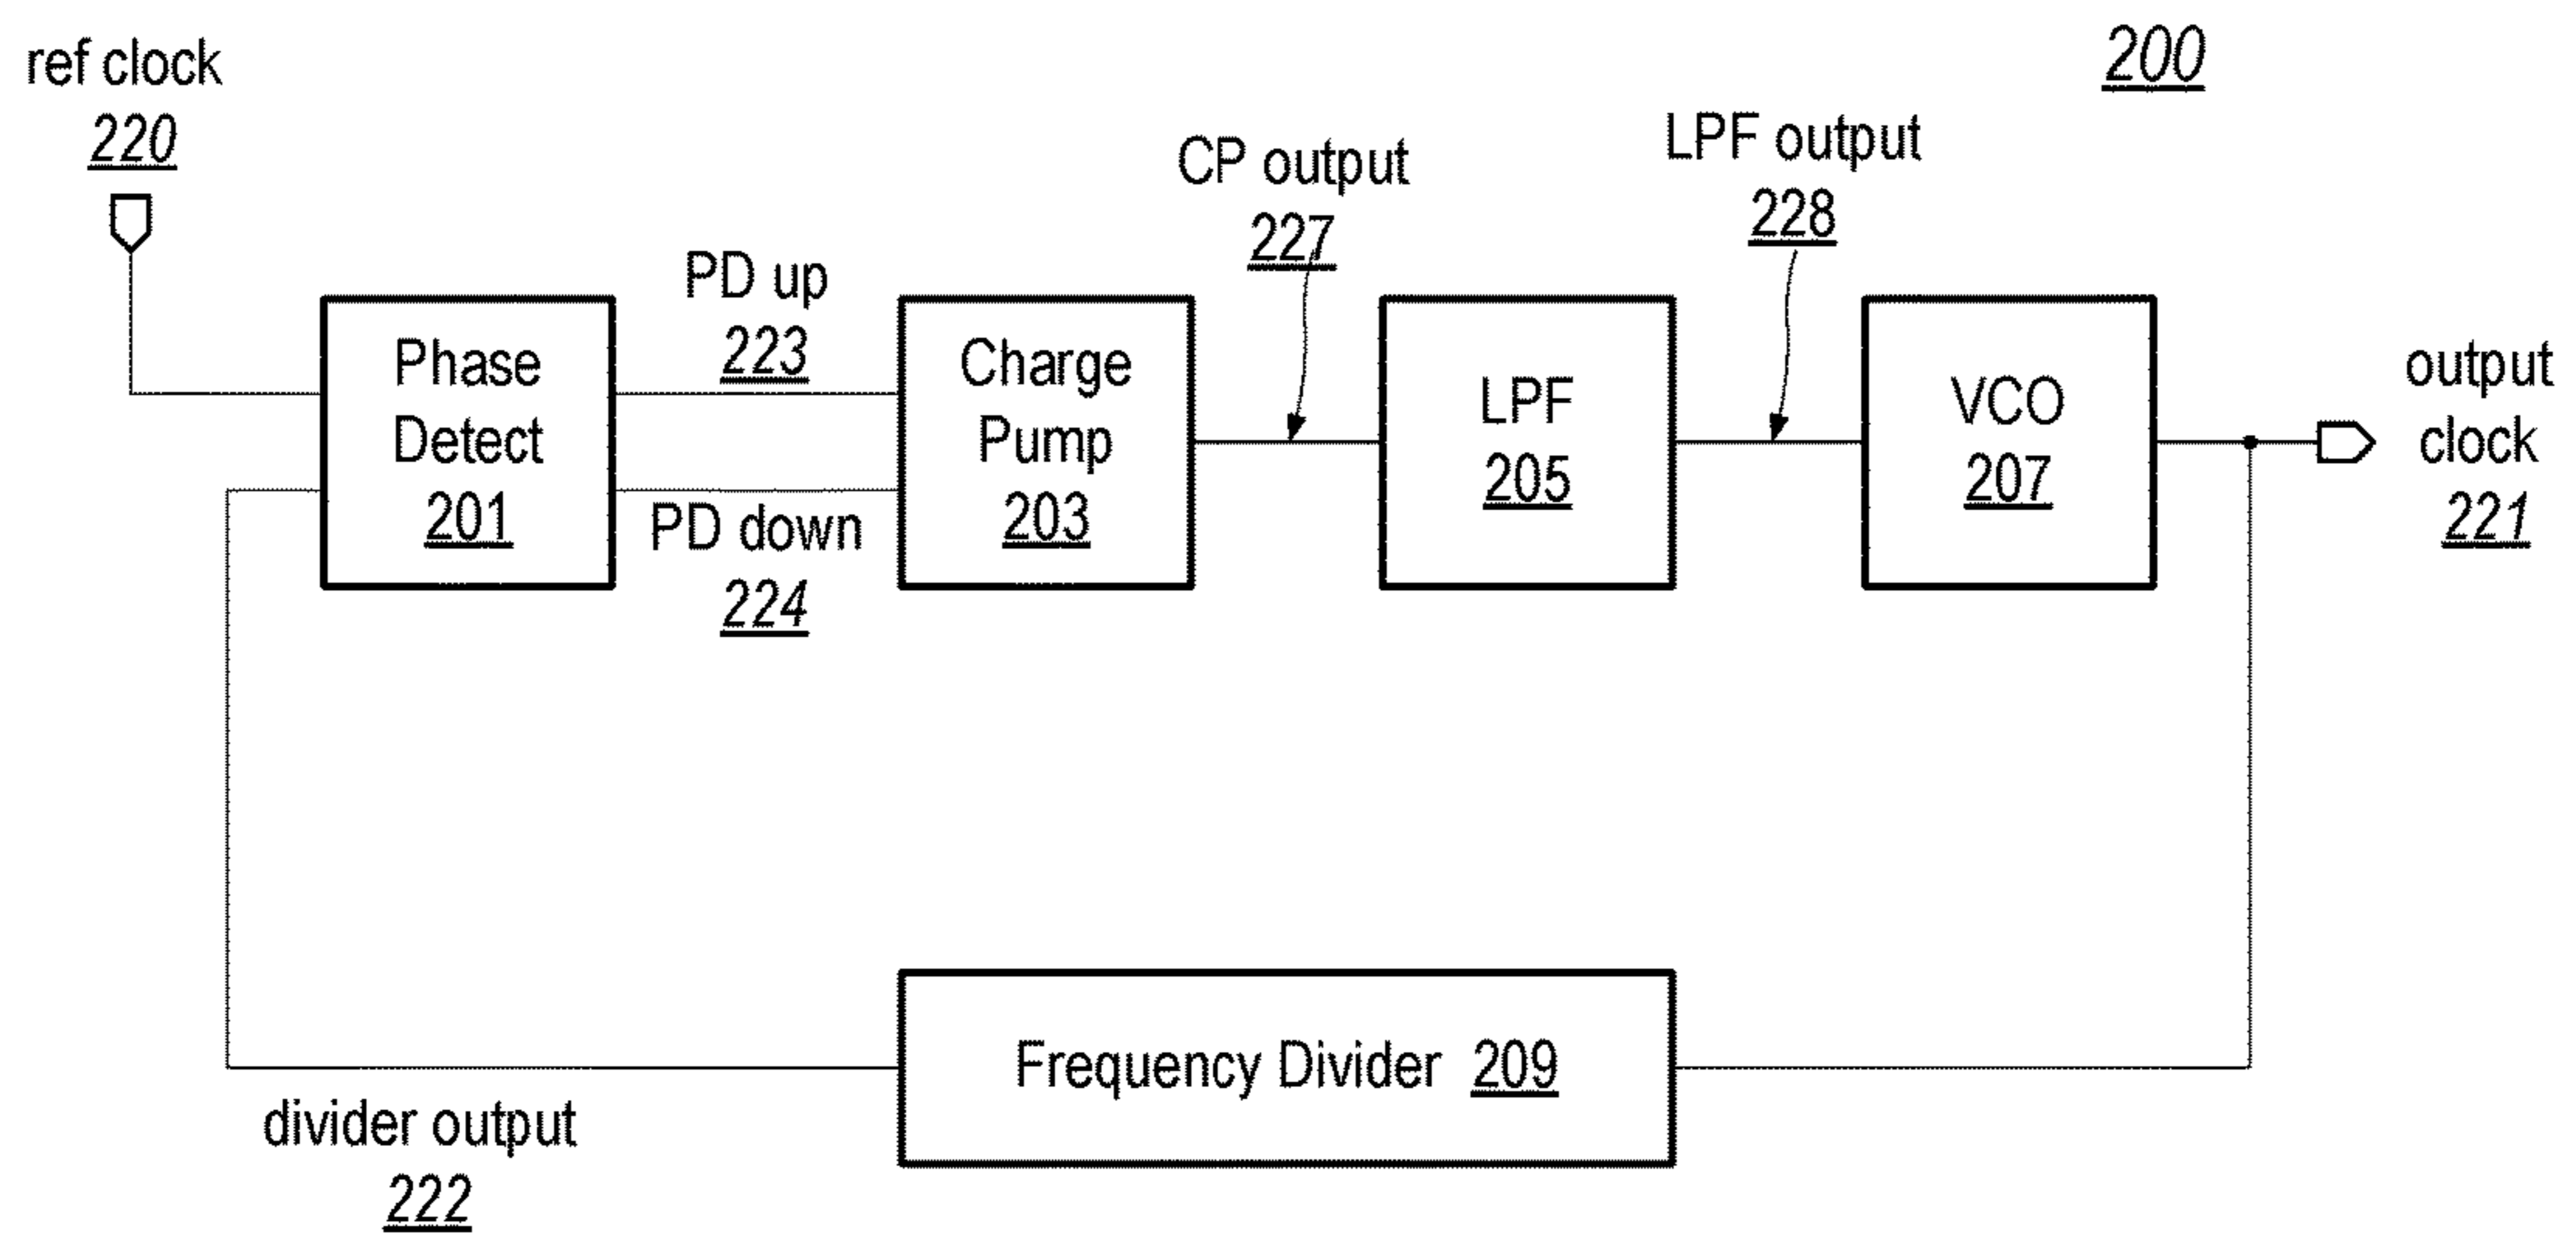 200
ref clock
220
CP output
227
LPF output
228
PD up
223
Phase
Detect
201
PD down
224
Charge
Pump
203
LPF
205
VCO
207
output
clock
221
Frequency Divider 209
divider output
222